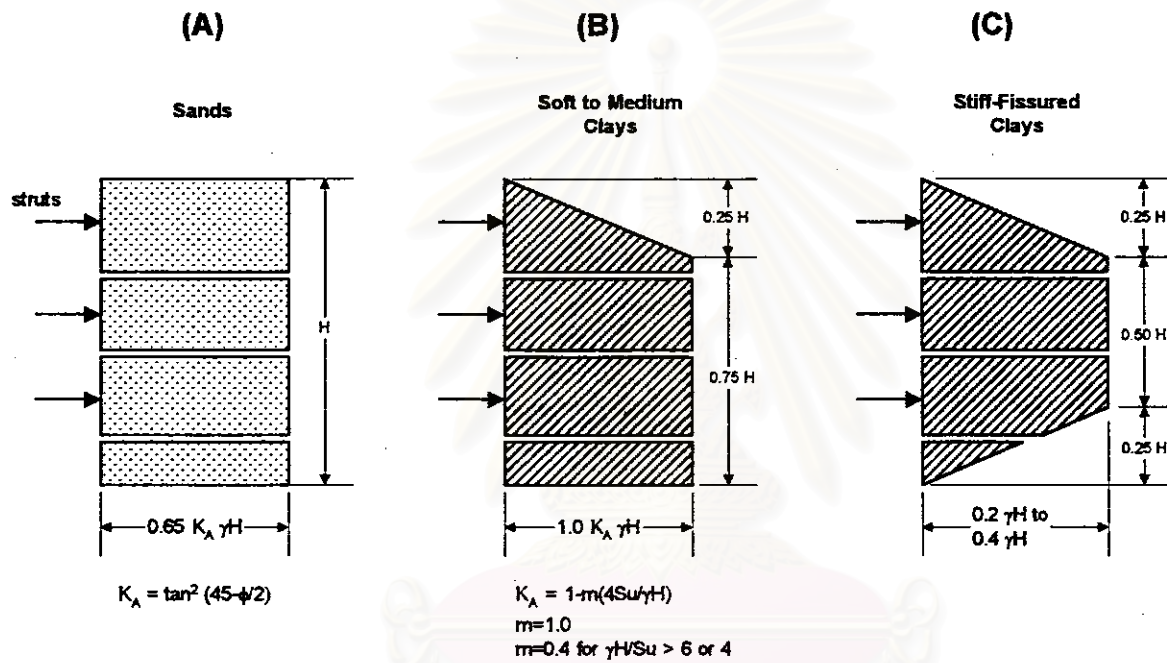 (A)
(B)
(C)
Sands
Soft to Medium
Clays
Stiff-Fissured
Clays
struts
H
0.25 H
0.75 H
0.25 H
0.50 H
0.25 H
0.65 K_A γH
1.0 K_A γH
0.2 γH to
0.4 γH
K_A = tan² (45-ϕ/2)
K_A = 1-m(4Su/γH)
m=1.0
m=0.4 for γH/Su > 6 or 4